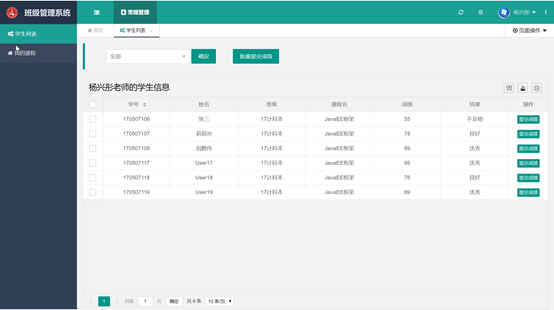 班级管理系统
常规管理
杨兴彤
学生列表
我的课程
首页
学生列表
页面操作
全部
确定
批量提交成绩
杨兴彤老师的学生信息
学号 姓名 班级 课程名 成绩 结果 操作
170507106 张三 17计科本 JavaEE框架 55 不及格 提交成绩
170507107 莉莉丝 17计科本 JavaEE框架 78 良好 提交成绩
170507108 刘鹏伟 17计科本 JavaEE框架 89 优秀 提交成绩
170507117 User17 17计科本 JavaEE框架 99 优秀 提交成绩
170507118 User18 17计科本 JavaEE框架 78 良好 提交成绩
170507119 User19 17计科本 JavaEE框架 89 优秀 提交成绩
1 到第 1 页 确定 共 6 条 10 条/页